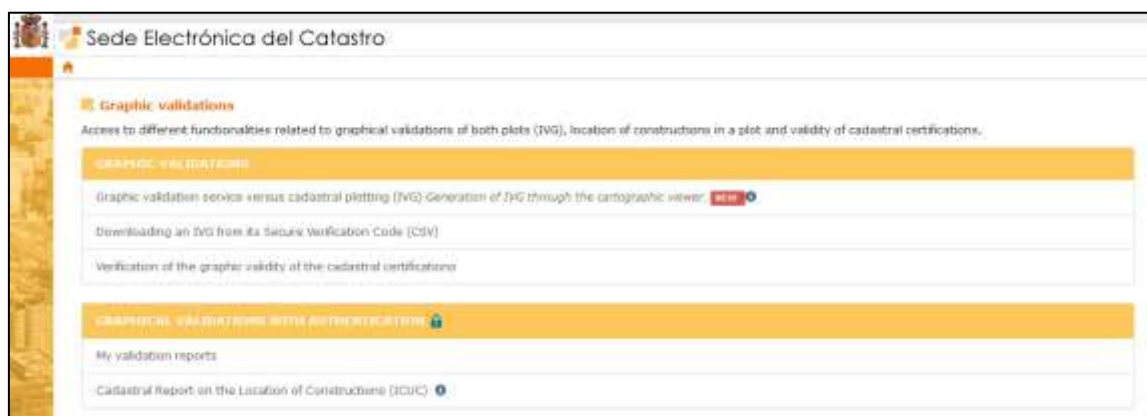 Sede Electrónica del Catastro
Graphic validations
Access to different functionalities related to graphical validations of both plots (IVG), location of constructions in a plot and validity of cadastral certifications.
GRAPHIC VALIDATIONS
Graphic validation service versus cadastral plotting (IVG) Generation of IVG through the cartographic viewer. NEW
Downloading an IVG from its Secure Verification Code (CSV)
Verification of the graphic validity of the cadastral certifications
GRAPHICAL VALIDATIONS WITH AUTHENTICATION
My validation reports
Cadastral Report on the Location of Constructions (ICUC)